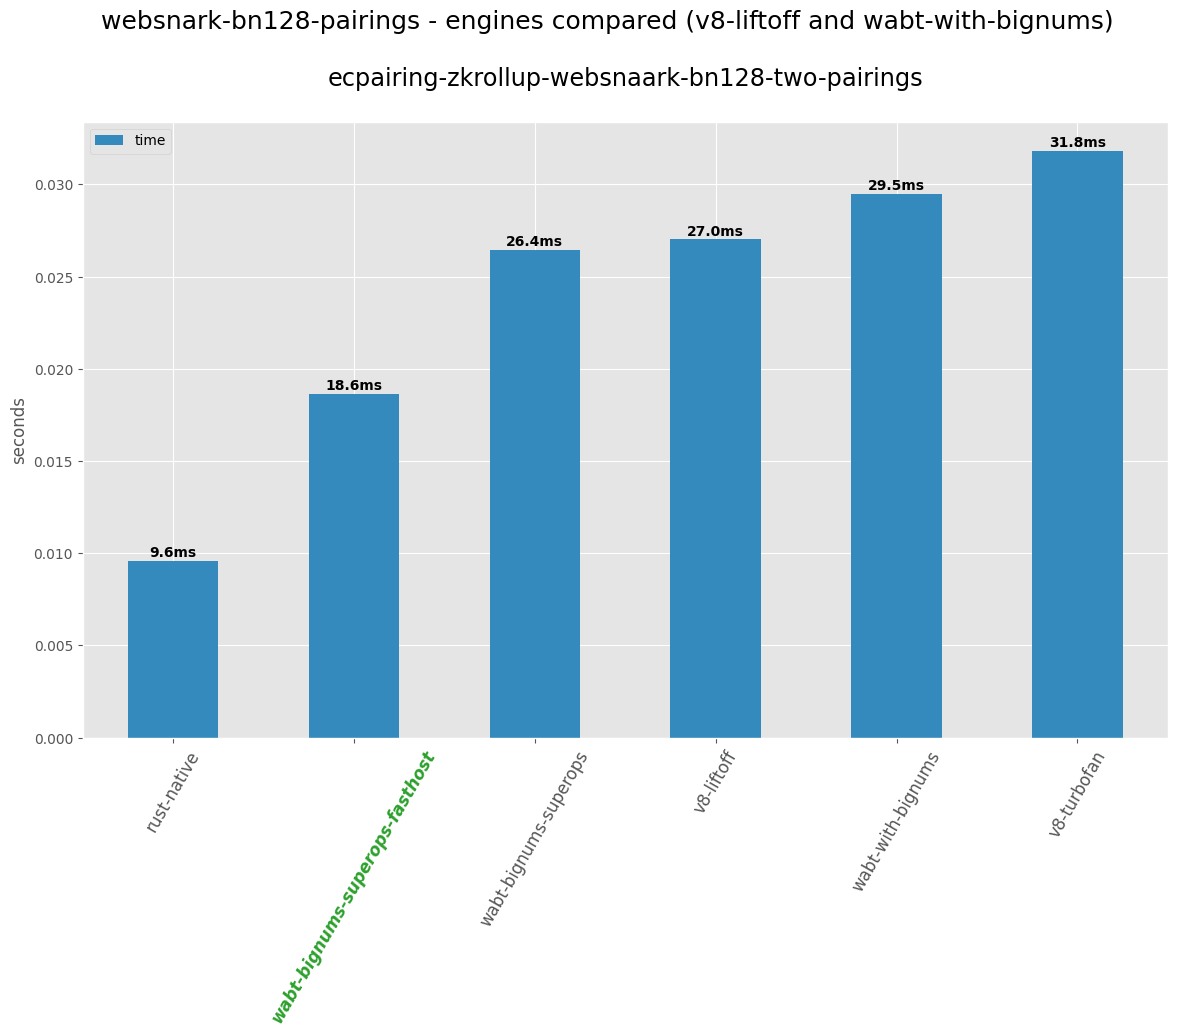 websnark-bn128-pairings - engines compared (v8-liftoff and wabt-with-bignums)
ecpairing-zkrollup-websnaark-bn128-two-pairings
time
31.8ms
29.5ms
27.0ms
26.4ms
18.6ms
9.6ms
seconds
0.030
0.025
0.020
0.015
0.010
0.005
0.000
rust-native
wabt-bignums-superops-fasthost
wabt-bignums-superops
v8-liftoff
wabt-with-bignums
v8-turbofan